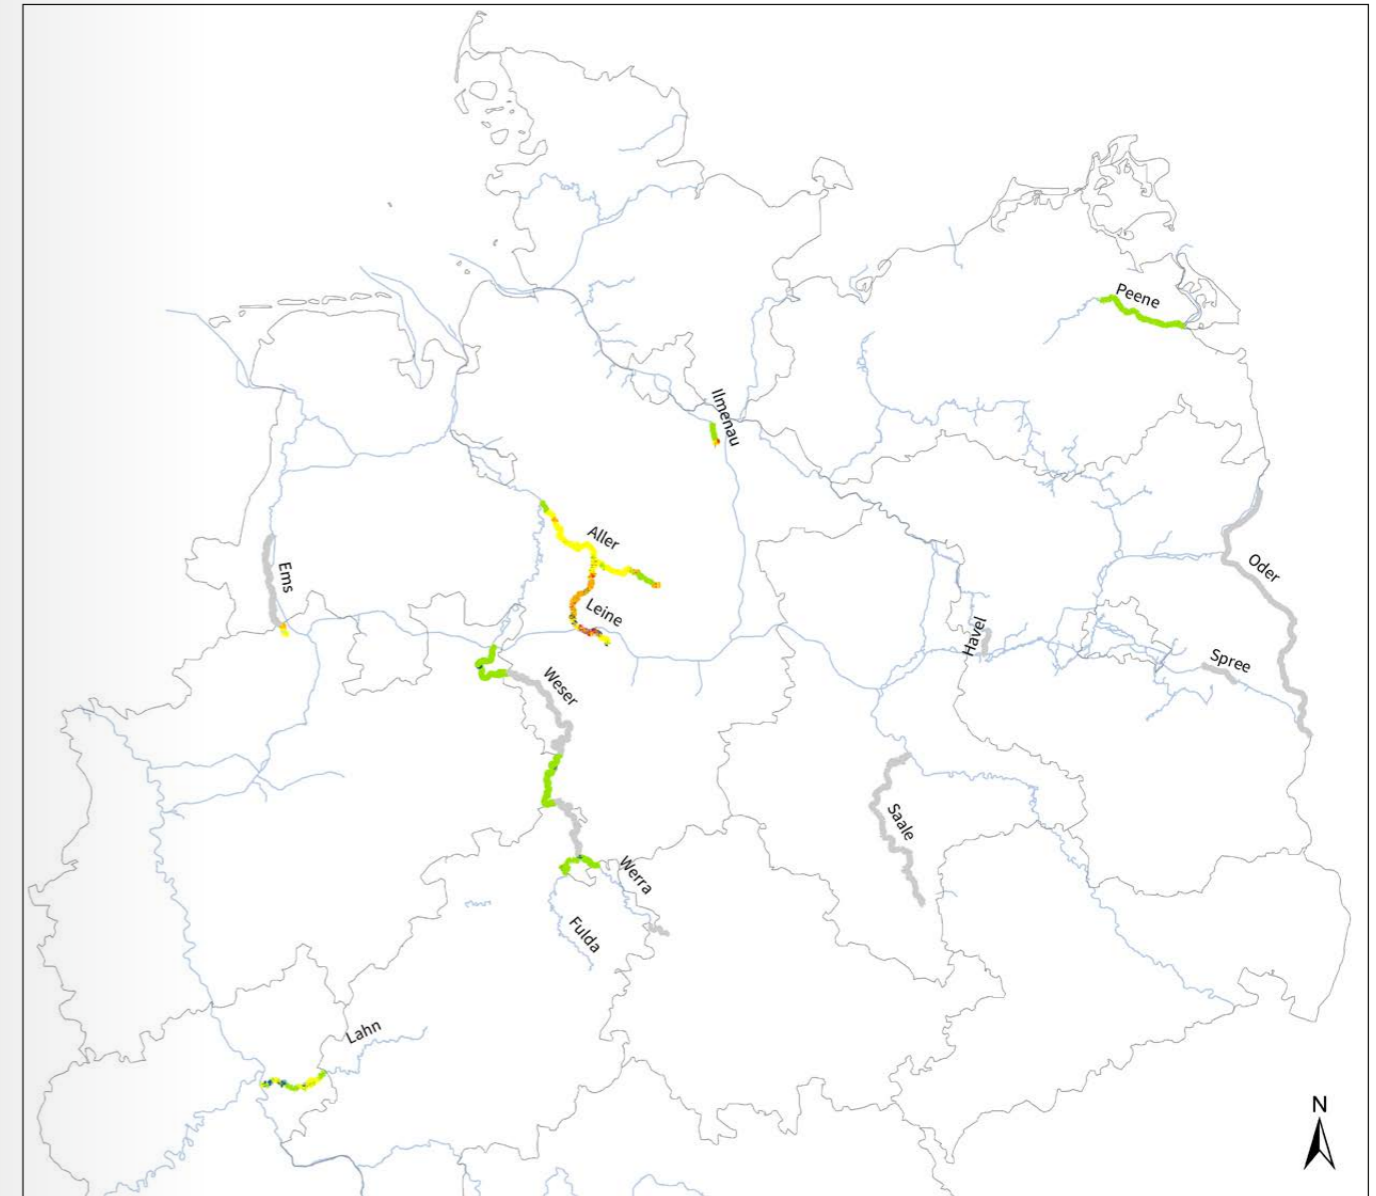 Peene
Ilmenau
Aller
Ems
Oder
Leine
Havel
Spree
Weser
Saale
Werra
Fulda
Lahn
N